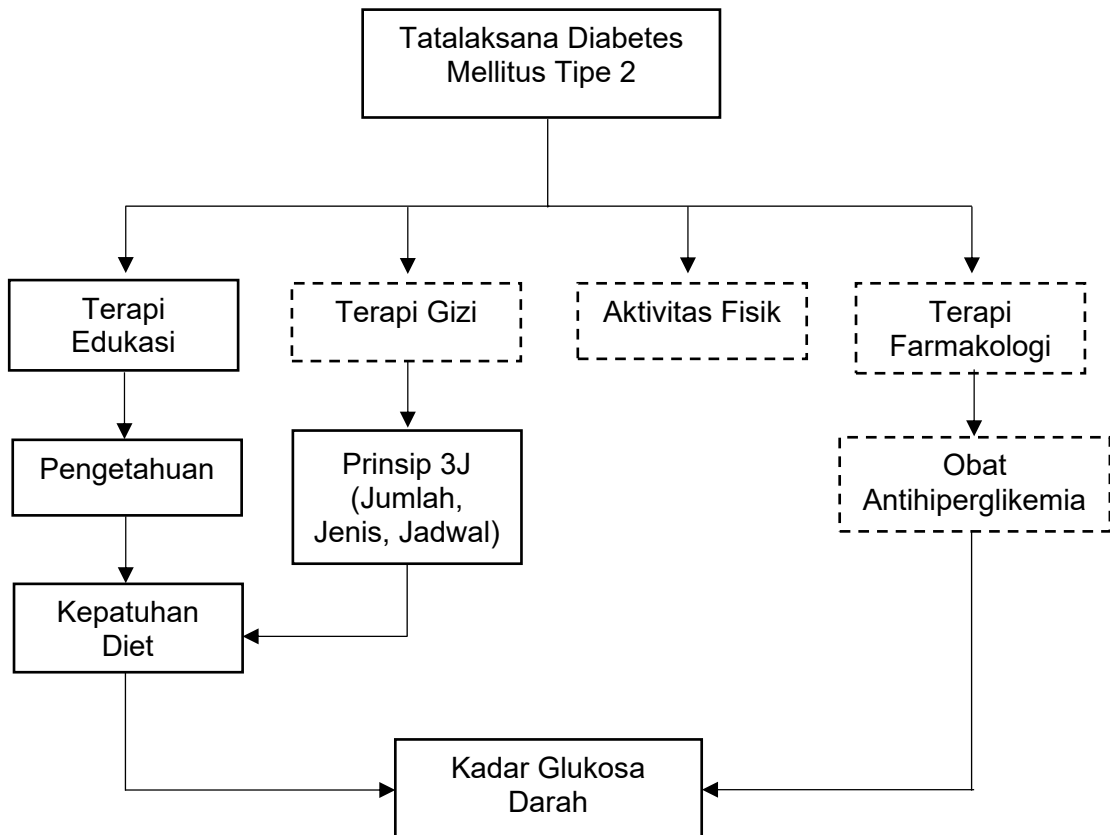 Tatalaksana Diabetes
Mellitus Tipe 2
Terapi
Edukasi
Terapi Gizi
Aktivitas Fisik
Terapi
Farmakologi
Pengetahuan
Prinsip 3J
(Jumlah,
Jenis, Jadwal)
Obat
Antihiperglikemia
Kepatuhan
Diet
Kadar Glukosa
Darah